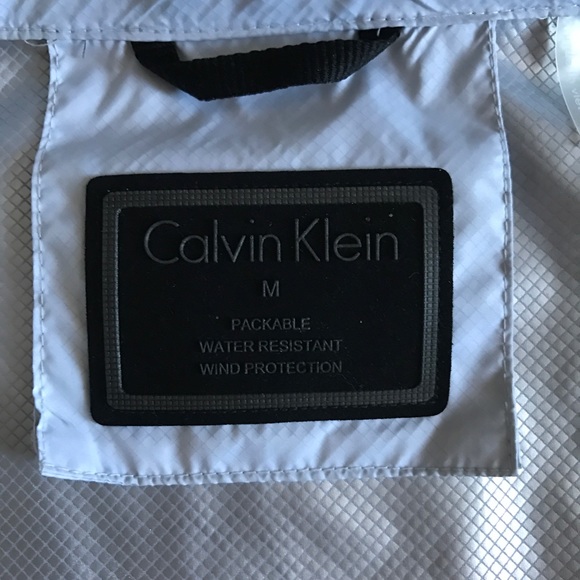 Calvin Klein
M
PACKABLE
WATER RESISTANT
WIND PROTECTION